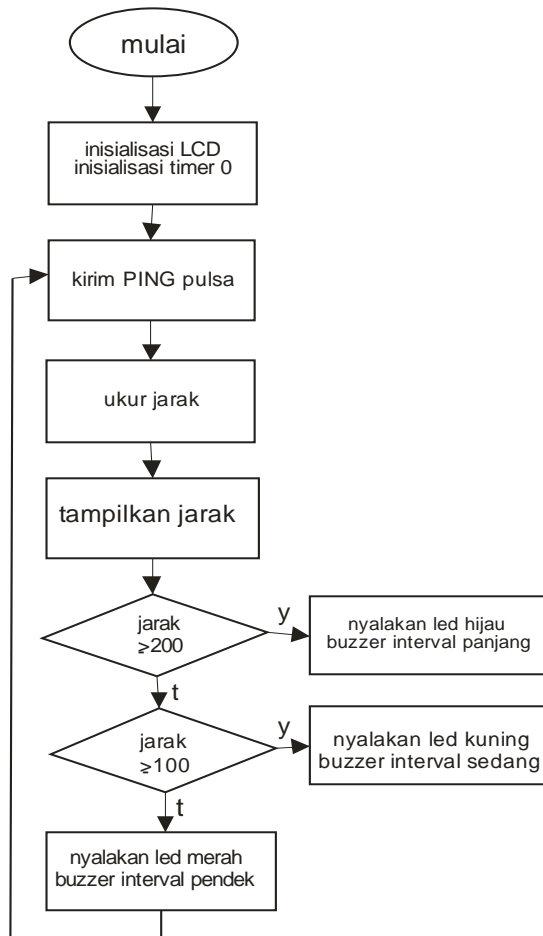 mulai
inisialisasi LCD
inisialisasi timer 0
kirim PING pulsa
ukur jarak
tampilkan jarak
jarak
≥200
y
nyalakan led hijau
buzzer interval panjang
t
jarak
≥100
y
nyalakan led kuning
buzzer interval sedang
t
nyalakan led merah
buzzer interval pendek